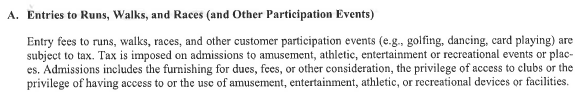 A. Entries to Runs, Walks, and Races (and Other Participation Events)
Entry fees to runs, walks, races, and other customer participation events (e.g., golfing, dancing, card playing) are
subject to tax. Tax is imposed on admissions to amusement, athletic, entertainment or recreational events or plac-
es. Admissions includes the furnishing for dues, fees, or other consideration, the privilege of access to clubs or the
privilege of having access to or the use of amusement, entertainment, athletic, or recreational devices or facilities.